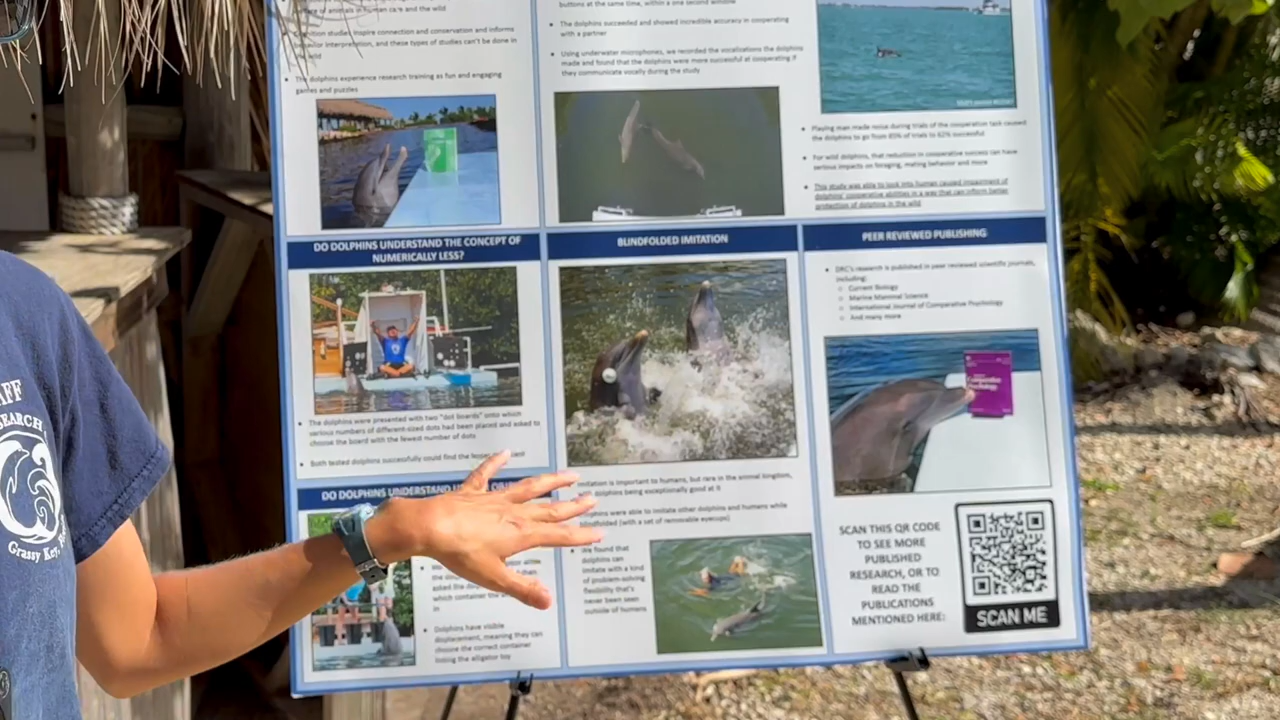 of animals in human care and the wild
Cognition studies inspire connection and conservation and informs
behavior interpretation, and these types of studies can't be done in
wild
The dolphins experience research training as fun and engaging
games and puzzles
DO DOLPHINS UNDERSTAND THE CONCEPT OF
NUMERICALLY LESS?
The dolphins were presented with two "dot boards" onto which
various numbers of different-sized dots had been placed and asked to
choose the board with the fewest number of dots
Both tested dolphins successfully could find the lesser
DO DOLPHINS UNDERSTAND
asked the
which container the
in
Dolphins have visible
displacement, meaning they can
choose the correct container
hiding the alligator toy
buttons at the same time, within a one second window
The dolphins succeeded and showed incredible accuracy in cooperating
with a partner
Using underwater microphones, we recorded the vocalizations the dolphins
made and found that the dolphins were more successful at cooperating if
they communicate vocally during the study
BLINDFOLDED IMITATION
Imitation is important to humans, but rare in the animal kingdom,
dolphins being exceptionally good at it
Dolphins were able to imitate other dolphins and humans while
blindfolded (with a set of removable eyecups)
We found that
dolphins can
imitate with a kind
of problem-solving
flexibility that's
never been seen
outside of humans
Playing man made noise during trials of the cooperation task caused
the dolphins to go from 85% of trials to 62% successful
For wild dolphins, that reduction in cooperative success can have
serious impacts on foraging, mating behavior and more
This study was able to look into human caused impairment of
dolphins' cooperative abilities in a way that can inform better
protection of dolphins in the wild
PEER REVIEWED PUBLISHING
DRC's research is published in peer reviewed scientific journals,
including:
Current Biology
Marine Mammal Science
International Journal of Comparative Psychology
And many more
Comparative
Psychology
SCAN THIS QR CODE
TO SEE MORE
PUBLISHED
RESEARCH, OR TO
READ THE
PUBLICATIONS
MENTIONED HERE:
SCAN ME
Grassy Key,